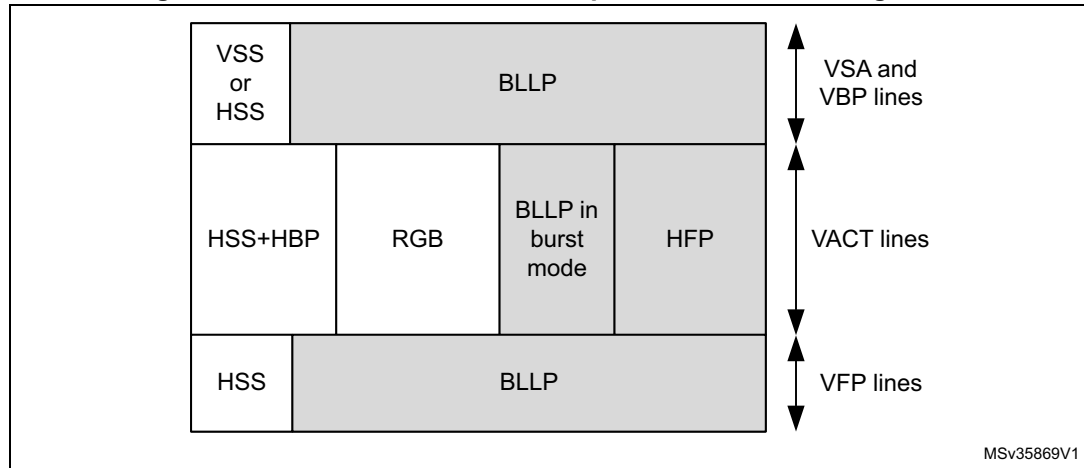 VSS
or
HSS
BLLP
VSA and
VBP lines
HSS+HBP
RGB
BLLP in
burst
mode
HFP
VACT lines
HSS
BLLP
VFP lines
MSv35869V1